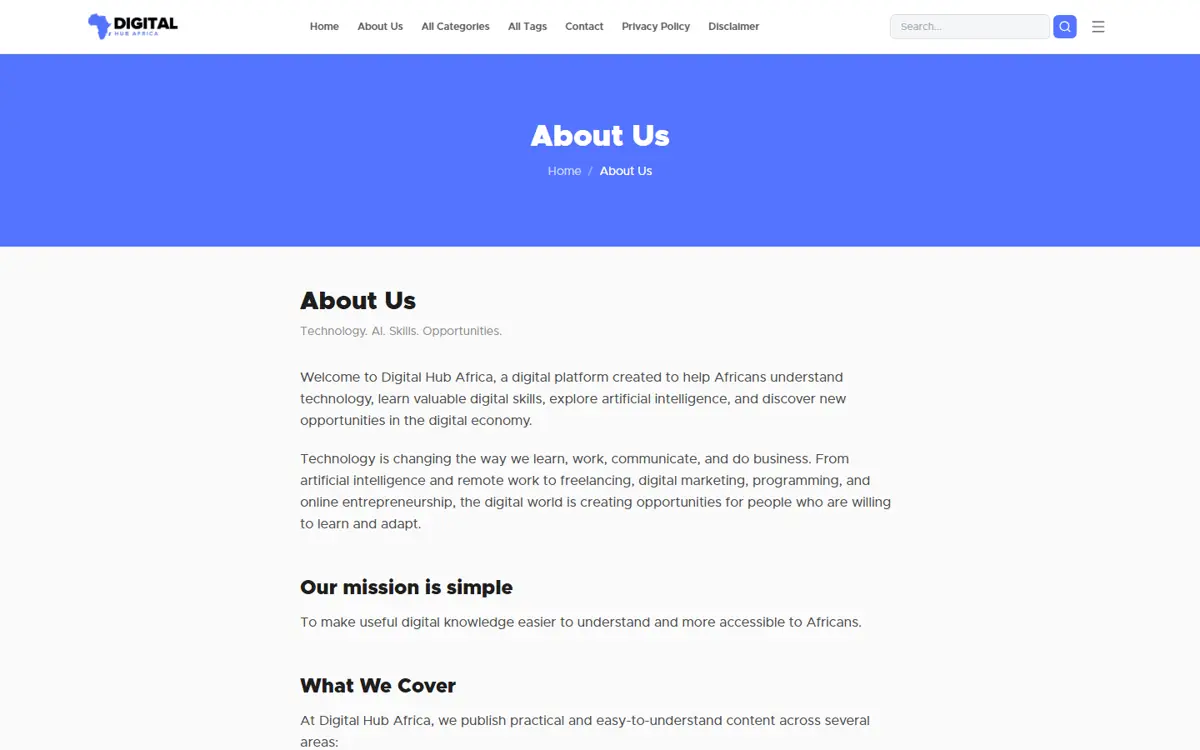 DIGITAL
HUB AFRICA
Home About Us All Categories All Tags Contact Privacy Policy Disclaimer
Search...
About Us
Home / About Us
About Us
Technology. AI. Skills. Opportunities.
Welcome to Digital Hub Africa, a digital platform created to help Africans understand
technology, learn valuable digital skills, explore artificial intelligence, and discover new
opportunities in the digital economy.
Technology is changing the way we learn, work, communicate, and do business. From
artificial intelligence and remote work to freelancing, digital marketing, programming, and
online entrepreneurship, the digital world is creating opportunities for people who are willing
to learn and adapt.
Our mission is simple
To make useful digital knowledge easier to understand and more accessible to Africans.
What We Cover
At Digital Hub Africa, we publish practical and easy-to-understand content across several
areas: